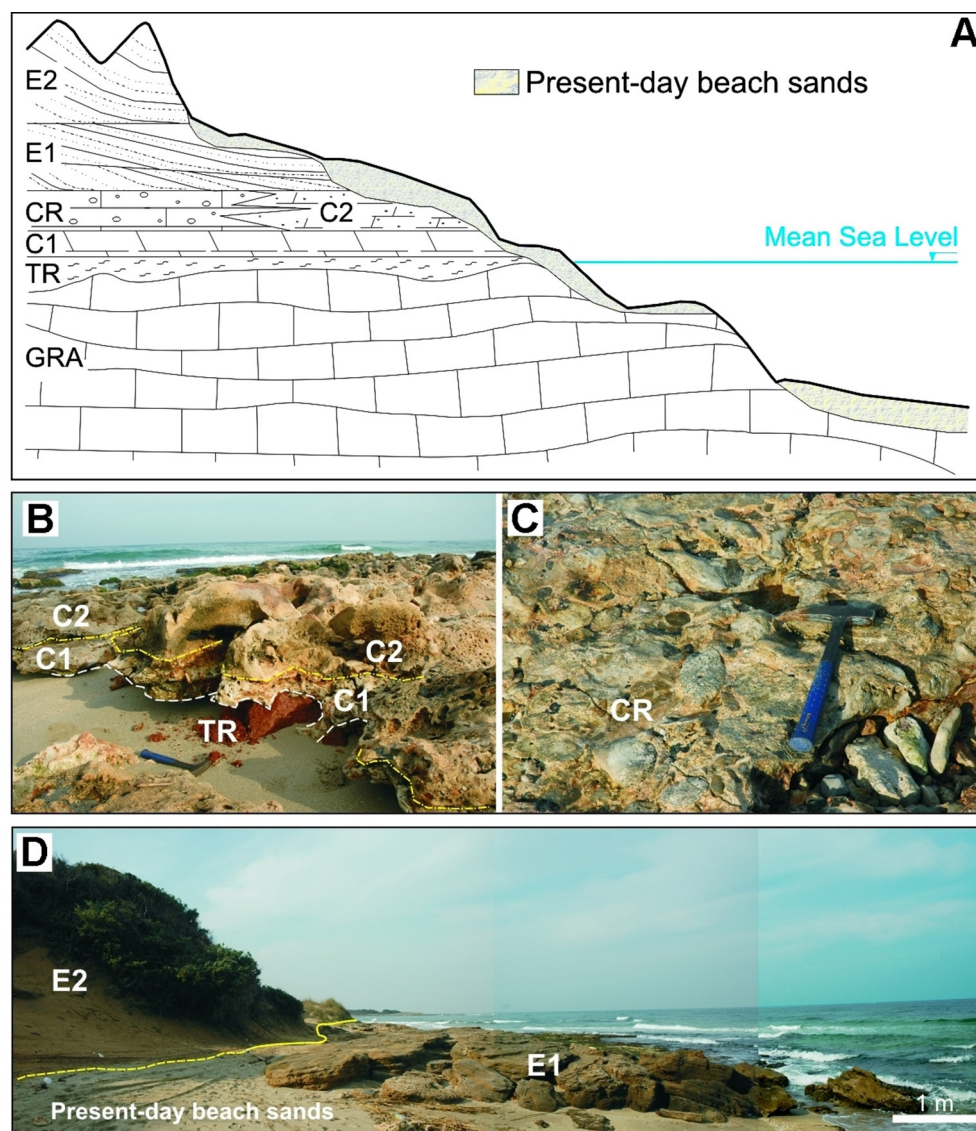 A
E2
Present-day beach sands
E1
CR
C2
C1
Mean Sea Level
TR
GRA
B
C2
C1
C2
C1
TR
C
CR
D
E2
E1
Present-day beach sands
1 m